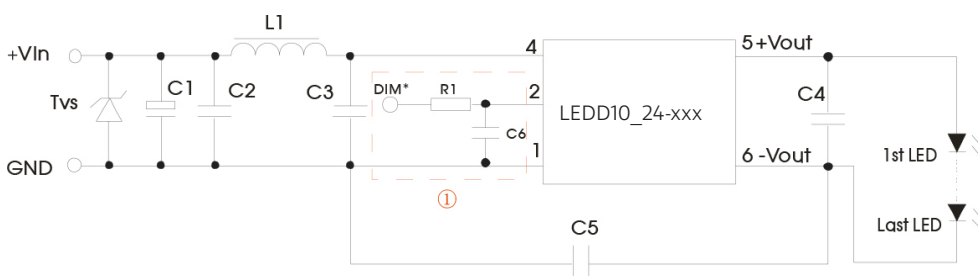 L1
+VIn
4
5+Vout
Tvs
C1
C2
C3
DIM*
R1
2
C6
1
LEDD10_24-xxx
C4
GND
6 -Vout
1st LED
①
C5
Last LED